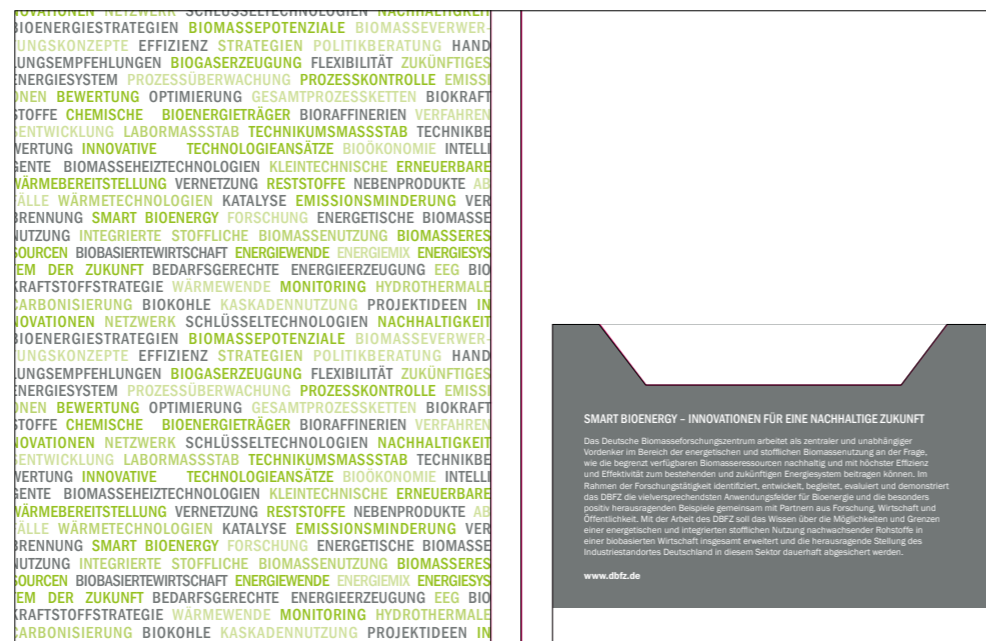 INNOVATIONEN NETZWERK SCHLÜSSELTECHNOLOGIEN NACHHALTIGKEIT
BIOENERGIESTRATEGIEN BIOMASSEPOTENZIALE BIOMASSEVERWER-
TUNGSKONZEPTE EFFIZIENZ STRATEGIEN POLITIKBERATUNG HAND
LUNGSEMPFEHLUNGEN BIOGASERZEUGUNG FLEXIBILITÄT ZUKÜNFTIGES
ENERGIESYSTEM PROZESSÜBERWACHUNG PROZESSKONTROLLE EMISSI
ONEN BEWERTUNG OPTIMIERUNG GESAMTPROZESSKETTEN BIOKRAFT
STOFFE CHEMISCHE BIOENERGIETRÄGER BIORAFFINERIEN VERFAHREN
SENTWICKLUNG LABORMASSSTAB TECHNIKUMSMASSSTAB TECHNIKBE
WERTUNG INNOVATIVE TECHNOLOGIEANSÄTZE BIOÖKONOMIE INTELLI
GENTE BIOMASSEHEIZTECHNOLOGIEN KLEINTECHNISCHE ERNEUERBARE
WÄRMEBEREITSTELLUNG VERNETZUNG RESTSTOFFE NEBENPRODUKTE AB
FÄLLE WÄRMETECHNOLOGIEN KATALYSE EMISSIONSMINDERUNG VER
BRENNUNG SMART BIOENERGY FORSCHUNG ENERGETISCHE BIOMASSE
NUTZUNG INTEGRIERTE STOFFLICHE BIOMASSENUTZUNG BIOMASSERES
SOURCEN BIOBASIERTEWIRTSCHAFT ENERGIEWENDE ENERGIEMIX ENERGIESYS
TEM DER ZUKUNFT BEDARFSGERECHTE ENERGIEERZEUGUNG EEG BIO
KRAFTSTOFFSTRATEGIE WÄRMEWENDE MONITORING HYDROTHERMALE
CARBONISIERUNG BIOKOHLE KASKADENNUTZUNG PROJEKTIDEEN IN
NOVATIONEN NETZWERK SCHLÜSSELTECHNOLOGIEN NACHHALTIGKEIT
BIOENERGIESTRATEGIEN BIOMASSEPOTENZIALE BIOMASSEVERWER-
TUNGSKONZEPTE EFFIZIENZ STRATEGIEN POLITIKBERATUNG HAND
LUNGSEMPFEHLUNGEN BIOGASERZEUGUNG FLEXIBILITÄT ZUKÜNFTIGES
ENERGIESYSTEM PROZESSÜBERWACHUNG PROZESSKONTROLLE EMISSI
ONEN BEWERTUNG OPTIMIERUNG GESAMTPROZESSKETTEN BIOKRAFT
STOFFE CHEMISCHE BIOENERGIETRÄGER BIORAFFINERIEN VERFAHREN
NOVATIONEN NETZWERK SCHLÜSSELTECHNOLOGIEN NACHHALTIGKEIT
SENTWICKLUNG LABORMASSSTAB TECHNIKUMSMASSSTAB TECHNIKBE
WERTUNG INNOVATIVE TECHNOLOGIEANSÄTZE BIOÖKONOMIE INTELLI
GENTE BIOMASSEHEIZTECHNOLOGIEN KLEINTECHNISCHE ERNEUERBARE
WÄRMEBEREITSTELLUNG VERNETZUNG RESTSTOFFE NEBENPRODUKTE AB
FÄLLE WÄRMETECHNOLOGIEN KATALYSE EMISSIONSMINDERUNG VER
BRENNUNG SMART BIOENERGY FORSCHUNG ENERGETISCHE BIOMASSE
NUTZUNG INTEGRIERTE STOFFLICHE BIOMASSENUTZUNG BIOMASSERES
SOURCEN BIOBASIERTEWIRTSCHAFT ENERGIEWENDE ENERGIEMIX ENERGIESYS
TEM DER ZUKUNFT BEDARFSGERECHTE ENERGIEERZEUGUNG EEG BIO
KRAFTSTOFFSTRATEGIE WÄRMEWENDE MONITORING HYDROTHERMALE
CARBONISIERUNG BIOKOHLE KASKADENNUTZUNG PROJEKTIDEEN IN
SMART BIOENERGY – INNOVATIONEN FÜR EINE NACHHALTIGE ZUKUNFT
Das Deutsche Biomasseforschungszentrum arbeitet als zentraler und unabhängiger
Vordenker im Bereich der energetischen und stofflichen Biomassenutzung an der Frage,
wie die begrenzt verfügbaren Biomasseressourcen nachhaltig und mit höchster Effizienz
und Effektivität zum bestehenden und zukünftigen Energiesystem beitragen können. Im
Rahmen der Forschungstätigkeit identifiziert, entwickelt, begleitet, evaluiert und demonstriert
das DBFZ die vielversprechendsten Anwendungsfelder für Bioenergie und die besonders
positiv herausragenden Beispiele gemeinsam mit Partnern aus Forschung, Wirtschaft und
Öffentlichkeit. Mit der Arbeit des DBFZ soll das Wissen über die Möglichkeiten und Grenzen
einer energetischen und integrierten stofflichen Nutzung nachwachsender Rohstoffe in
einer biobasierten Wirtschaft insgesamt erweitert und die herausragende Stellung des
Industriestandortes Deutschland in diesem Sektor dauerhaft abgesichert werden.
www.dbfz.de